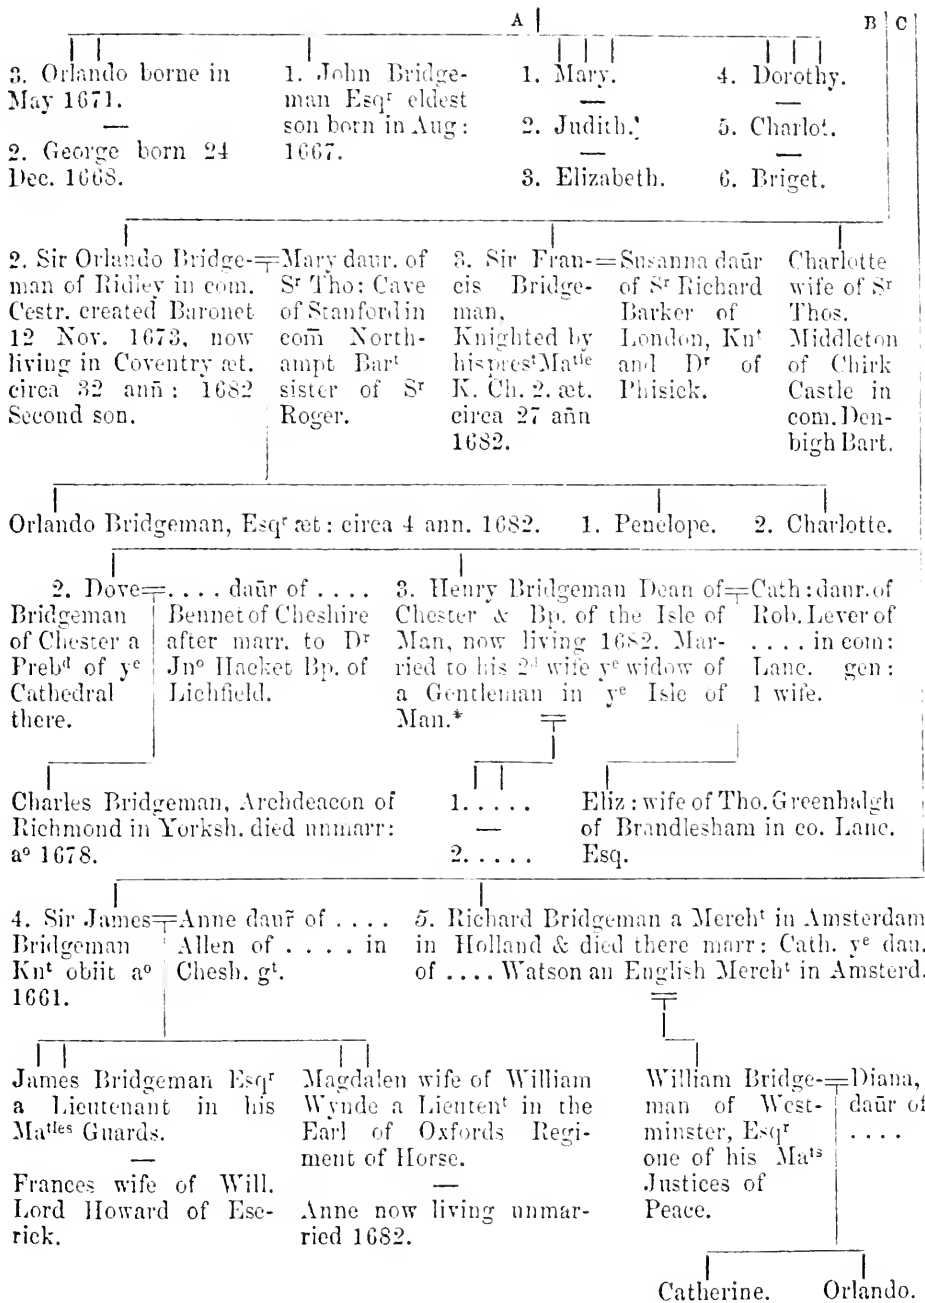 A
B C
3. Orlando borne in
May 1671.
2. George born 24
Dec. 1668.
1. John Bridge-
man Esqʳ eldest
son born in Aug:
1667.
1. Mary.
2. Judith.
3. Elizabeth.
4. Dorothy.
5. Charloᵗ.
6. Briget.
2. Sir Orlando Bridge-
man of Ridley in com.
Cestr. created Baronet
12 Nov. 1673, now
living in Coventry æt.
circa 32 ann̄: 1682
Second son.
Mary daur. of
Sʳ Tho: Cave
of Stanford in
com̄ North-
ampt Barᵗ
sister of Sʳ
Roger.
3. Sir Fran-
cis Bridge-
man,
Knighted by
his presᵗ Maᵗⁱᵉ
K. Ch. 2. æt.
circa 27 an̄n
1682.
Susanna daūr
of Sʳ Richard
Barker of
London, Knᵗ
and Dʳ of
Phisick.
Charlotte
wife of Sʳ
Thos.
Middleton
of Chirk
Castle in
com. Den-
bigh Bart.
Orlando Bridgeman, Esqʳ æt: circa 4 ann. 1682.
1. Penelope.
2. Charlotte.
2. Dove
Bridgeman
of Chester a
Prebᵈ of yᵉ
Cathedral
there.
. . . . daūr of . . . .
Bennet of Cheshire
after marr. to Dʳ
Jnᵒ Hacket Bp. of
Lichfield.
3. Henry Bridgeman Dean of
Chester & Bp. of the Isle of
Man, now living 1682. Mar-
ried to his 2ᵈ wife yᵉ widow of
a Gentleman in yᵉ Isle of
Man.*
Cath: daur. of
Rob. Lever of
. . . . in com:
Lanc. gen:
1 wife.
Charles Bridgeman, Archdeacon of
Richmond in Yorksh. died unmarr:
aᵒ 1678.
1. . . . .
2. . . . .
Eliz: wife of Tho. Greenhalgh
of Brandlesham in co. Lanc.
Esq.
4. Sir James
Bridgeman
Knᵗ obiit aᵒ
1661.
Anne daur̄ of . . . .
Allen of . . . . in
Chesh. gᵗ.
5. Richard Bridgeman a Merchᵗ in Amsterdam
in Holland & died there marr: Cath. yᵉ dau.
of . . . . Watson an English Merchᵗ in Amsterd.
James Bridgeman Esqʳ
a Lieutenant in his
Maᵗⁱᵉˢ Guards.
Frances wife of Will.
Lord Howard of Esc-
rick.
Magdalen wife of William
Wynde a Lieutenᵗ in the
Earl of Oxfords Regi-
ment of Horse.
Anne now living unmar-
ried 1682.
William Bridge-
man of West-
minster, Esqʳ
one of his Maᵗˢ
Justices of
Peace.
Diana,
daūr of
. . . .
Catherine.
Orlando.